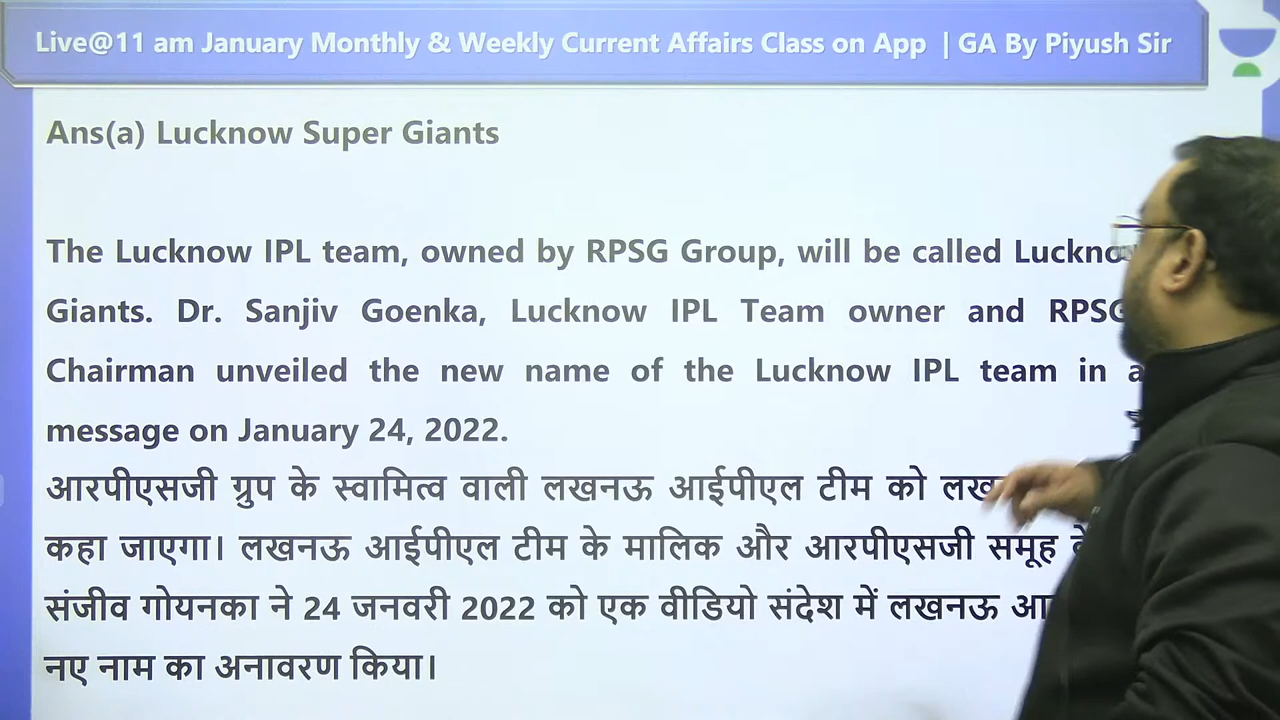 Live@11 am January Monthly & Weekly Current Affairs Class on App | GA By Piyush Sir
Ans(a) Lucknow Super Giants
The Lucknow IPL team, owned by RPSG Group, will be called
Giants. Dr. Sanjiv Goenka, Lucknow IPL Team owner and RPSG
Chairman unveiled the new name of the Lucknow IPL team in
message on January 24, 2022.
आरपीएसजी ग्रुप के स्वामित्व वाली लखनऊ आईपीएल टीम को
कहा जाएगा। लखनऊ आईपीएल टीम के मालिक और आरपीएसजी समूह
संजीव गोयनका ने 24 जनवरी 2022 को एक वीडियो संदेश में लखनऊ
नए नाम का अनावरण किया।